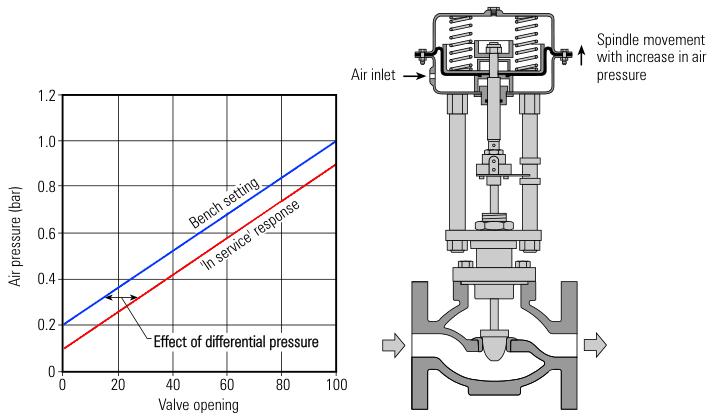 Spindle movement
with increase in air
pressure
Air inlet
1.2
1.0
0.8
0.6
0.4
0.2
0
Air pressure (bar)
Bench setting
'In service' response
Effect of differential pressure
0
20
40
60
80
100
Valve opening